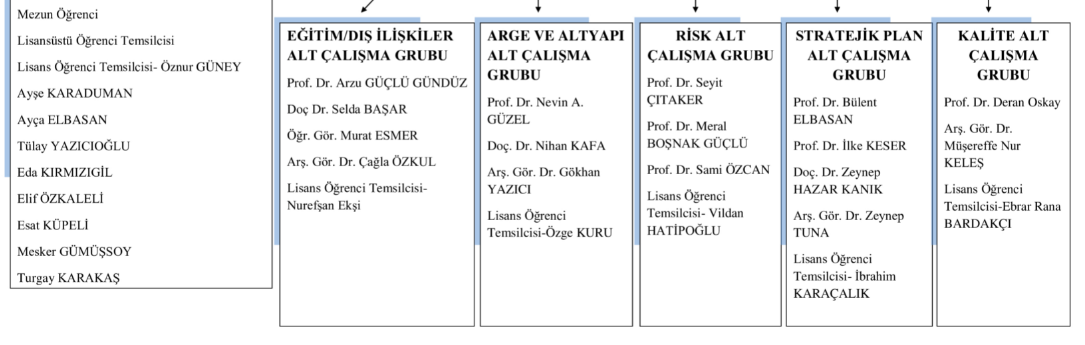 Mezun Öğrenci
Lisansüstü Öğrenci Temsilcisi
Lisans Öğrenci Temsilcisi- Öznur GÜNEY
Ayşe KARADUMAN
Ayça ELBASAN
Tülay YAZICIOĞLU
Eda KIRMIZIGİL
Elif ÖZKALELİ
Esat KÜPELİ
Mesker GÜMÜŞSOY
Turgay KARAKAŞ
EĞİTİM/DIŞ İLİŞKİLER
ALT ÇALIŞMA GRUBU
Prof. Dr. Arzu GÜÇLÜ GÜNDÜZ
Doç Dr. Selda BAŞAR
Öğr. Gör. Murat ESMER
Arş. Gör. Dr. Çağla ÖZKUL
Lisans Öğrenci Temsilcisi-
Nurefşan Ekşi
ARGE VE ALTYAPI
ALT ÇALIŞMA
GRUBU
Prof. Dr. Nevin A.
GÜZEL
Doç. Dr. Nihan KAFA
Arş. Gör. Dr. Gökhan
YAZICI
Lisans Öğrenci
Temsilcisi-Özge KURU
RİSK ALT
ÇALIŞMA GRUBU
Prof. Dr. Seyit
ÇITAKER
Prof. Dr. Meral
BOŞNAK GÜÇLÜ
Prof. Dr. Sami ÖZCAN
Lisans Öğrenci
Temsilcisi- Vildan
HATİPOĞLU
STRATEJİK PLAN
ALT ÇALIŞMA
GRUBU
Prof. Dr. Bülent
ELBASAN
Prof. Dr. İlke KESER
Doç. Dr. Zeynep
HAZAR KANIK
Arş. Gör. Dr. Zeynep
TUNA
Lisans Öğrenci
Temsilcisi- İbrahim
KARAÇALIK
KALİTE ALT
ÇALIŞMA
GRUBU
Prof. Dr. Deran Oskay
Arş. Gör. Dr.
Müşereffe Nur
KELEŞ
Lisans Öğrenci
Temsilcisi-Ebrar Rana
BARDAKÇI